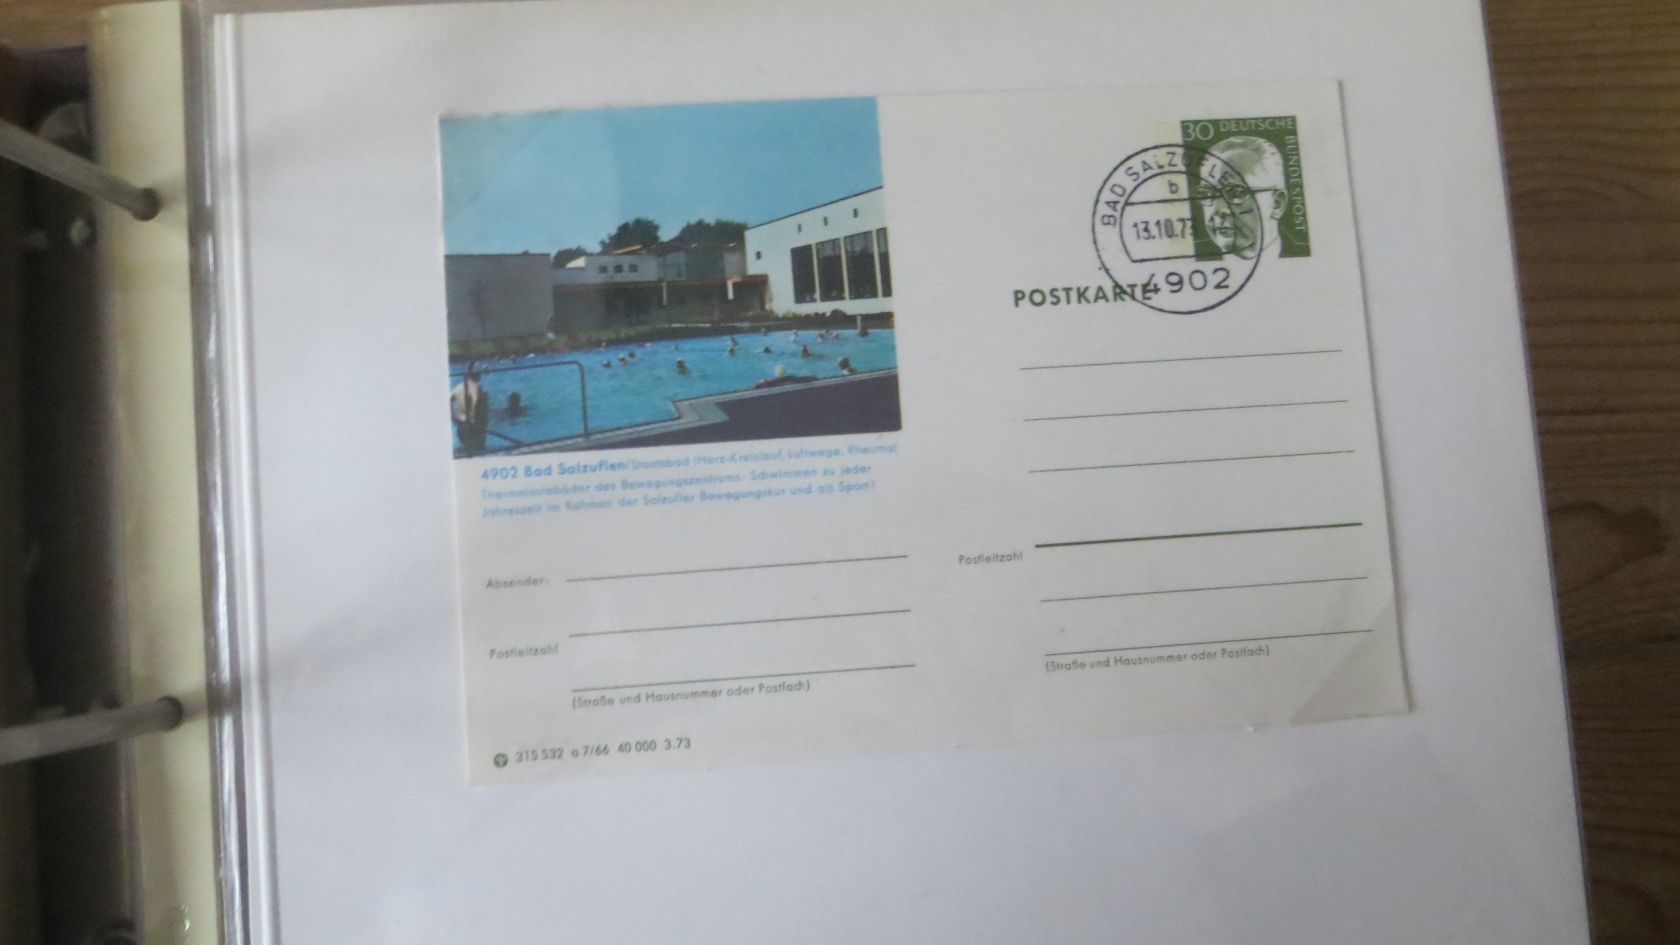 30 DEUTSCHE
BUNDESPOST
BAD SALZUFLEN 1
b
13.10.73
4902
POSTKARTE
4902 Bad Salzuflen/Staatsbad (Herz-Kreislauf, Luftwege, Rheuma)
Thermalsolebäder des Bewegungszentrums: Schwimmen zu jeder
Jahreszeit im Rahmen der Salzufler Bewegungskur und als Sport!
Absender:
Postleitzahl
Postleitzahl
(Straße und Hausnummer oder Postfach)
(Straße und Hausnummer oder Postfach)
315 532 a 7/66 40 000 3.73